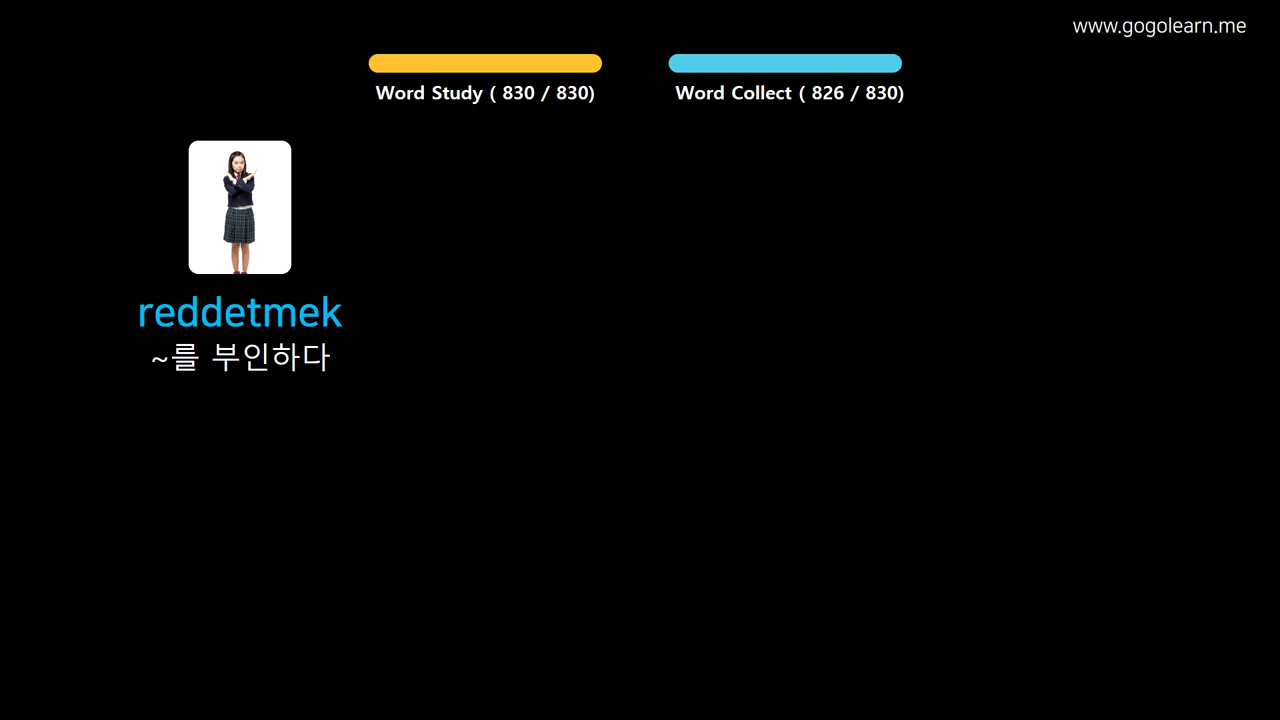 www.gogolearn.me
Word Study ( 830 / 830)
Word Collect ( 826 / 830)
reddetmek
~를 부인하다